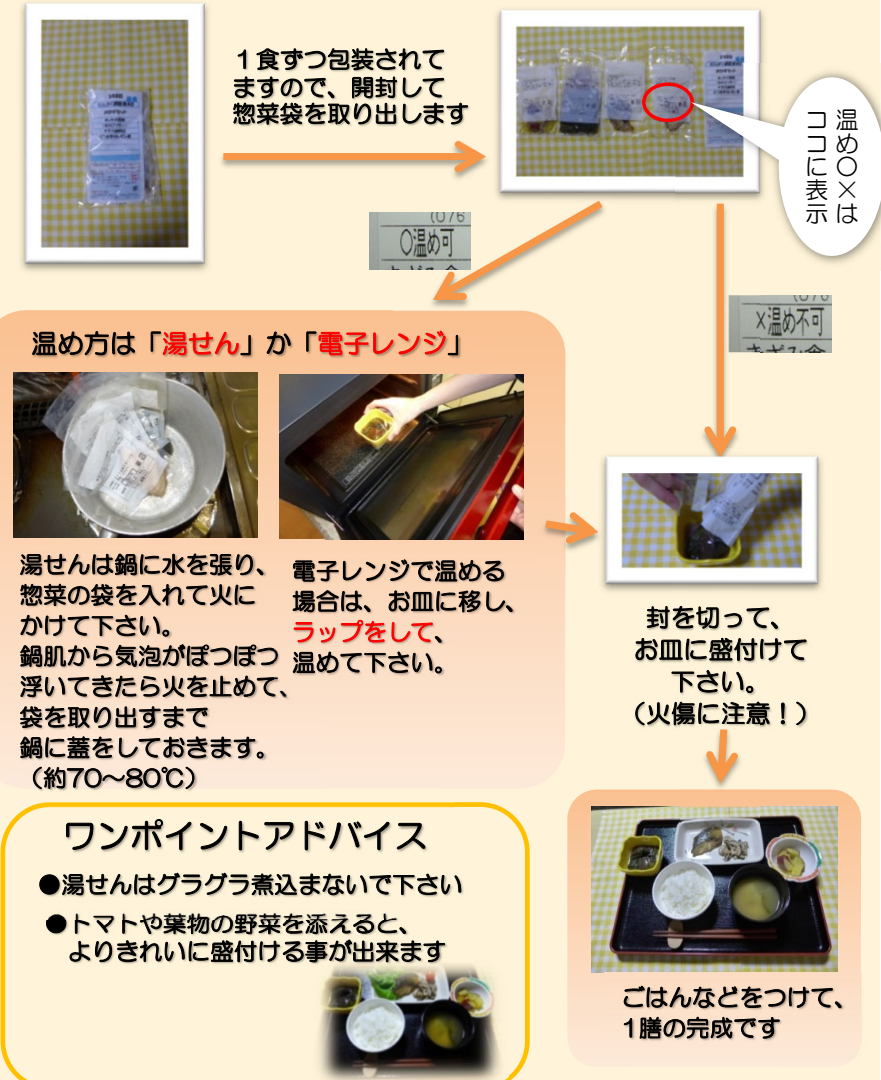 1食ずつ包装されて
ますので、開封して
惣菜袋を取り出します
温め〇×は
ココに表示
〇温め可
×温め不可
温め方は「湯せん」か「電子レンジ」
湯せんは鍋に水を張り、
惣菜の袋を入れて火に
かけて下さい。
鍋肌から気泡がぽつぽつ
浮いてきたら火を止めて、
袋を取り出すまで
鍋に蓋をしておきます。
（約70～80℃）
電子レンジで温める
場合は、お皿に移し、
ラップをして、
温めて下さい。
封を切って、
お皿に盛付けて
下さい。
（火傷に注意！）
ワンポイントアドバイス
●湯せんはグラグラ煮込まないで下さい
●トマトや葉物の野菜を添えると、
よりきれいに盛付ける事が出来ます
ごはんなどをつけて、
1膳の完成です